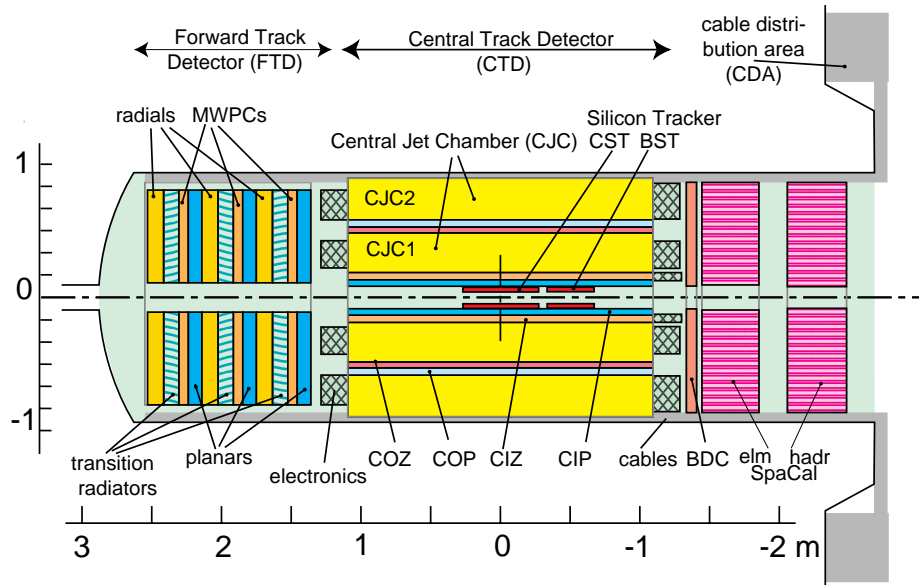 Forward Track
Detector (FTD)
Central Track Detector
(CTD)
cable distri-
bution area
(CDA)
radials MWPCs
Silicon Tracker
Central Jet Chamber (CJC) CST BST
1
CJC2
CJC1
0
-1
transition
radiators
planars
electronics
COZ COP CIZ CIP
cables BDC
elm hadr
SpaCal
3 2 1 0 -1 -2 m